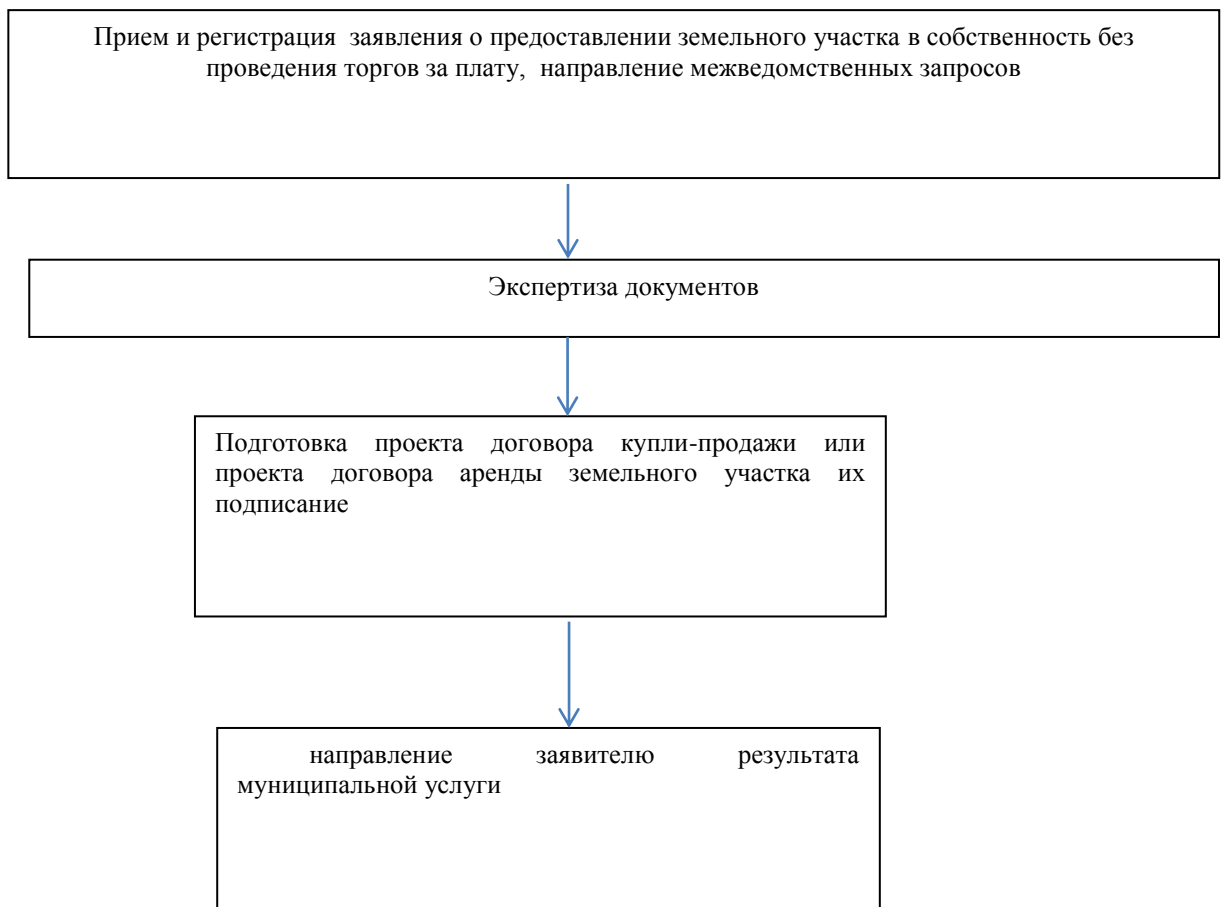 Прием и регистрация  заявления о предоставлении земельного участка в собственность без
проведения торгов за плату,  направление межведомственных запросов
Экспертиза документов
Подготовка проекта договора купли-продажи или
проекта договора аренды земельного участка их
подписание
направление заявителю результата
муниципальной услуги